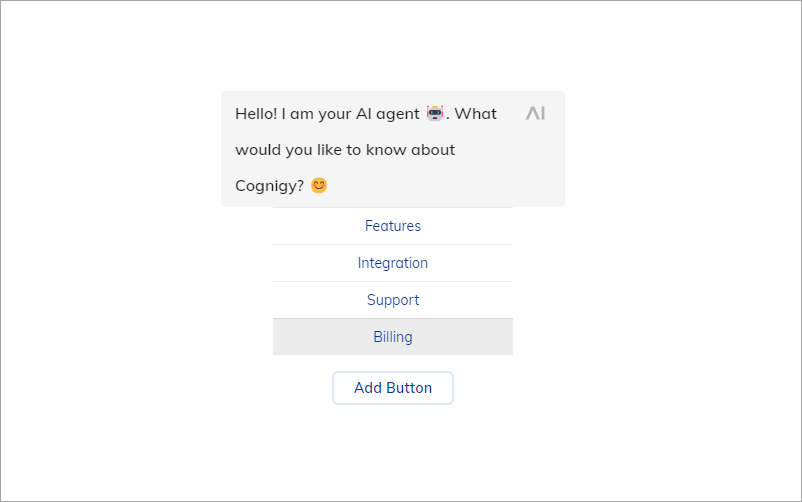 Hello! I am your AI agent 🤖. What
would you like to know about
Cognigy? 😊
AI
Features
Integration
Support
Billing
Add Button